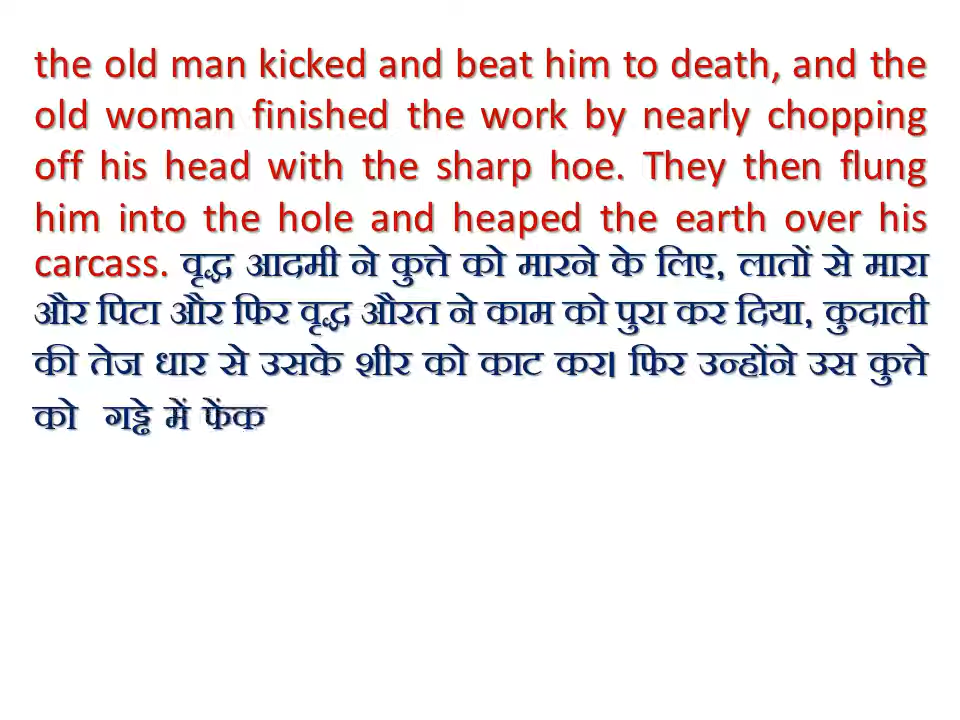 the old man kicked and beat him to death, and the
old woman finished the work by nearly chopping
off his head with the sharp hoe. They then flung
him into the hole and heaped the earth over his
carcass. वृद्ध आदमी ने कुत्ते को मारने के लिए, लातों से मारा
और पिटा और फिर वृद्ध औरत ने काम को पुरा कर दिया, कुदाली
की तेज धार से उसके शीर को काट कर। फिर उन्होंने उस कुत्ते
को गड्ढे में फेंक